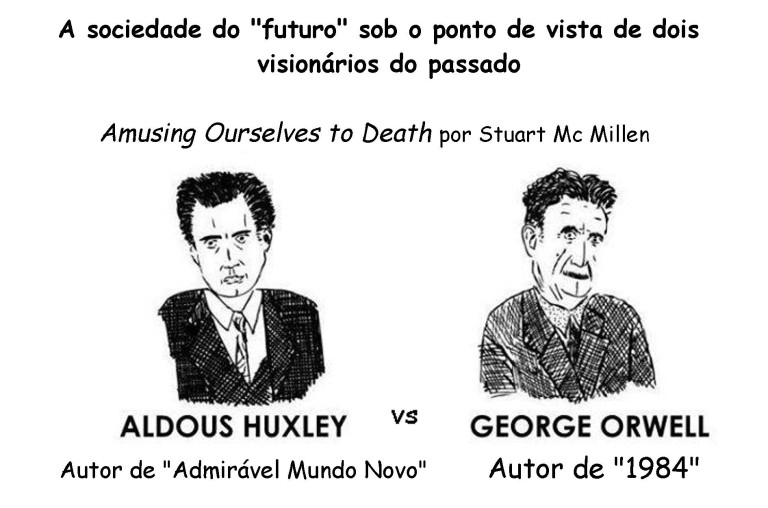 A sociedade do "futuro" sob o ponto de vista de dois
visionários do passado
Amusing Ourselves to Death por Stuart Mc Millen
ALDOUS HUXLEY vs GEORGE ORWELL
Autor de "Admirável Mundo Novo" Autor de "1984"